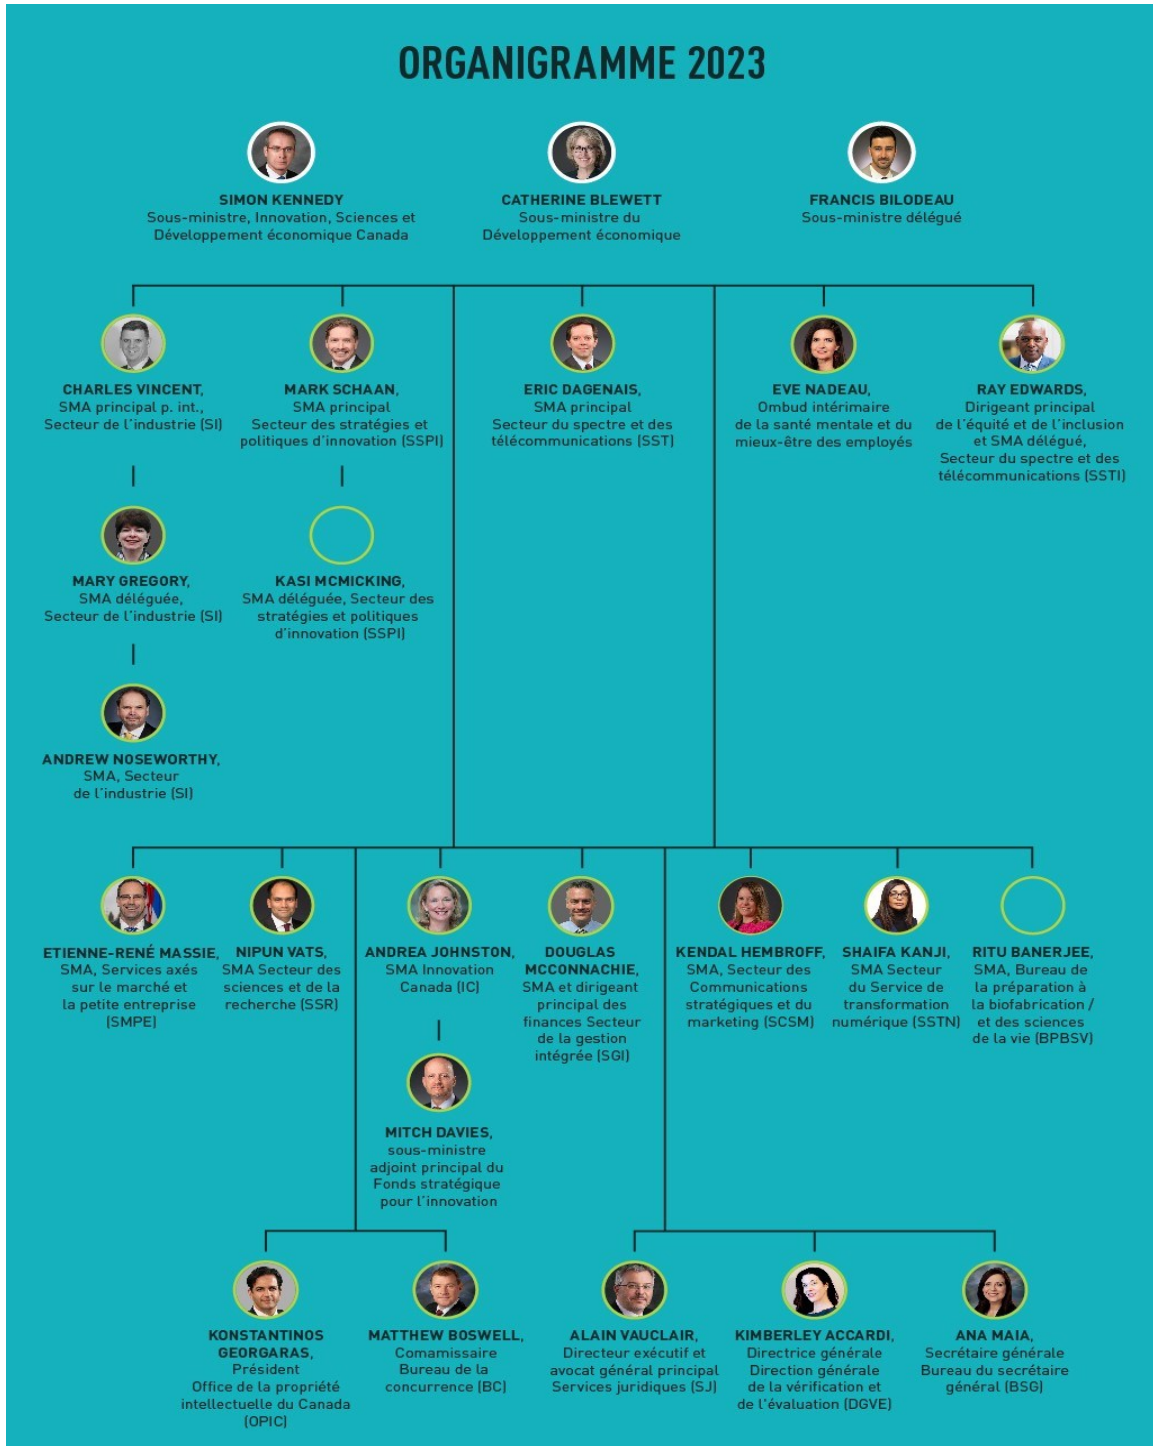 ORGANIGRAMME 2023
SIMON KENNEDY
Sous-ministre, Innovation, Sciences et
Développement économique Canada
CATHERINE BLEWETT
Sous-ministre du
Développement économique
FRANCIS BILODEAU
Sous-ministre délégué
CHARLES VINCENT,
SMA principal p. int.,
Secteur de l'industrie (SI)
MARK SCHAAN,
SMA principal
Secteur des stratégies et
politiques d'innovation (SSPI)
ERIC DAGENAIS,
SMA principal
Secteur du spectre et des
télécommunications (SST)
EVE NADEAU,
Ombud intérimaire
de la santé mentale et du
mieux-être des employés
RAY EDWARDS,
Dirigeant principal
de l'équité et de l'inclusion
et SMA délégué,
Secteur du spectre et des
télécommunications (SSTI)
MARY GREGORY,
SMA déléguée,
Secteur de l'industrie (SI)
KASI MCMICKING,
SMA déléguée, Secteur des
stratégies et politiques
d'innovation (SSPI)
ANDREW NOSEWORTHY,
SMA, Secteur
de l'industrie (SI)
ETIENNE-RENÉ MASSIE,
SMA, Services axés
sur le marché et
la petite entreprise
(SMPE)
NIPUN VATS,
SMA Secteur des
sciences et de la
recherche (SSR)
ANDREA JOHNSTON,
SMA Innovation
Canada (IC)
DOUGLAS
MCCONNACHIE,
SMA et dirigeant
principal des
finances Secteur
de la gestion
intégrée (SGI)
KENDAL HEMBROFF,
SMA, Secteur des
Communications
stratégiques et du
marketing (SCSM)
SHAIFA KANJI,
SMA Secteur
du Service de
transformation
numérique (SSTN)
RITU BANERJEE,
SMA, Bureau de
la préparation à
la biofabrication /
et des sciences
de la vie (BPBSV)
MITCH DAVIES,
sous-ministre
adjoint principal du
Fonds stratégique
pour l'innovation
KONSTANTINOS
GEORGARAS,
Président
Office de la propriété
intellectuelle du Canada
(OPIC)
MATTHEW BOSWELL,
Comamissaire
Bureau de la
concurrence (BC)
ALAIN VAUCLAIR,
Directeur exécutif et
avocat général principal
Services juridiques (SJ)
KIMBERLEY ACCARDI,
Directrice générale
Direction générale
de la vérification et
de l'évaluation (DGVE)
ANA MAIA,
Secrétaire générale
Bureau du secrétaire
général (BSG)